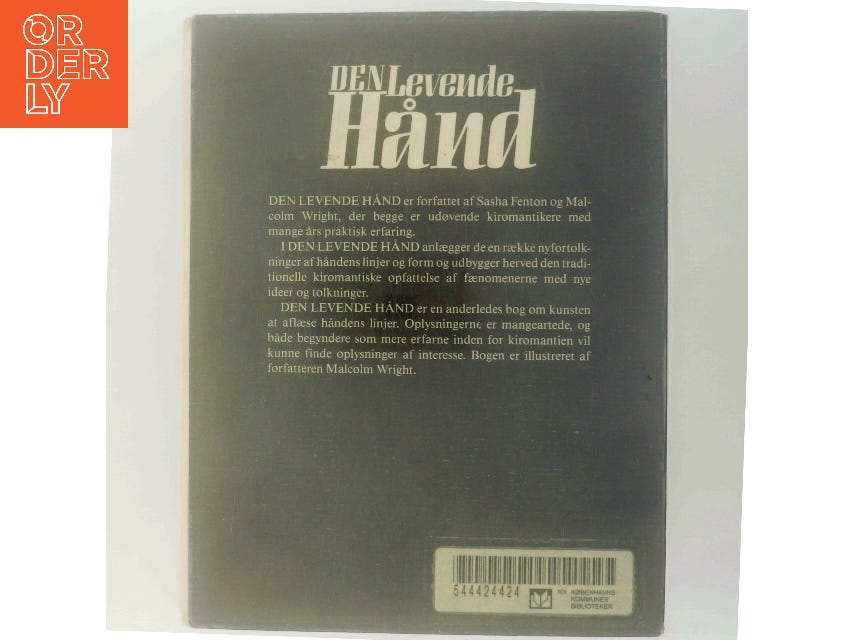 OR
DER
LY
DEN Levende
Hånd
DEN LEVENDE HÅND er forfattet af Sasha Fenton og Mal-
colm Wright, der begge er udøvende kiromantikere med
mange års praktisk erfaring.
I DEN LEVENDE HÅND anlægger de en række nyfortolk-
ninger af håndens linjer og form og udbygger herved den tradi-
tionelle kiromantiske opfattelse af fænomenerne med nye
ideer og tolkninger.
DEN LEVENDE HÅND er en anderledes bog om kunsten
at aflæse håndens linjer. Oplysningerne er mangeartede, og
både begyndere som mere erfarne inden for kiromantien vil
kunne finde oplysninger af interesse. Bogen er illustreret af
forfatteren Malcolm Wright.
544424424
101 KØBENHAVNS
KOMMUNES
BIBLIOTEKER